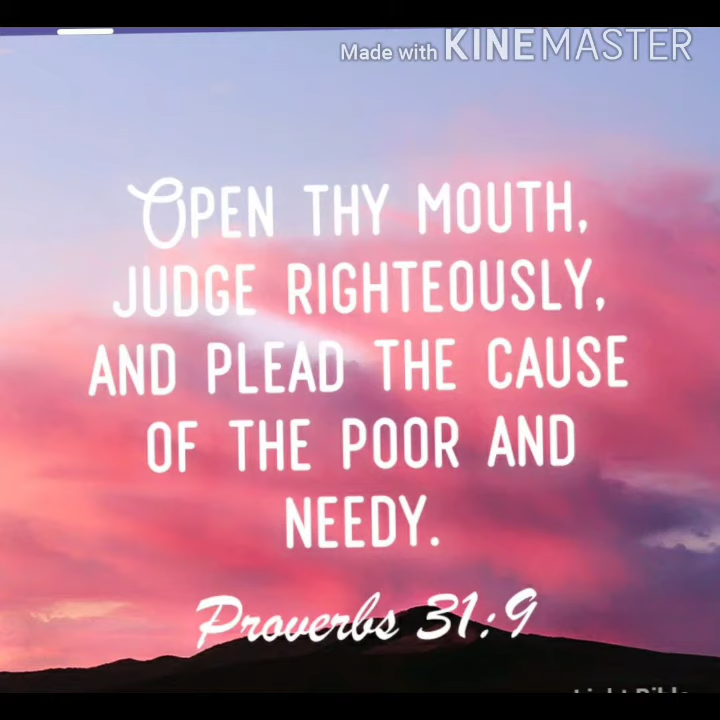 Made with KINEMASTER
OPEN THY MOUTH,
JUDGE RIGHTEOUSLY,
AND PLEAD THE CAUSE
OF THE POOR AND
NEEDY.
Proverbs 31:9